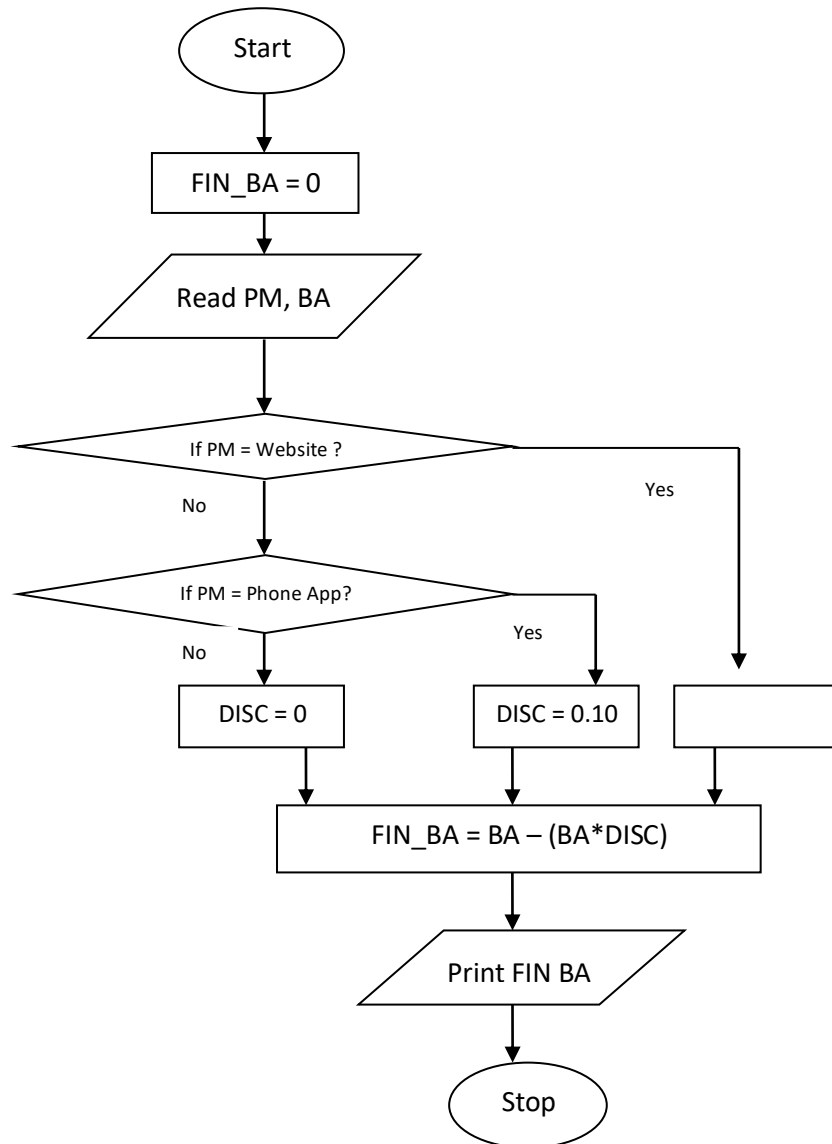 Start
FIN_BA = 0
Read PM, BA
If PM = Website ?
Yes
No
If PM = Phone App?
Yes
No
DISC = 0
DISC = 0.10
FIN_BA = BA – (BA*DISC)
Print FIN BA
Stop